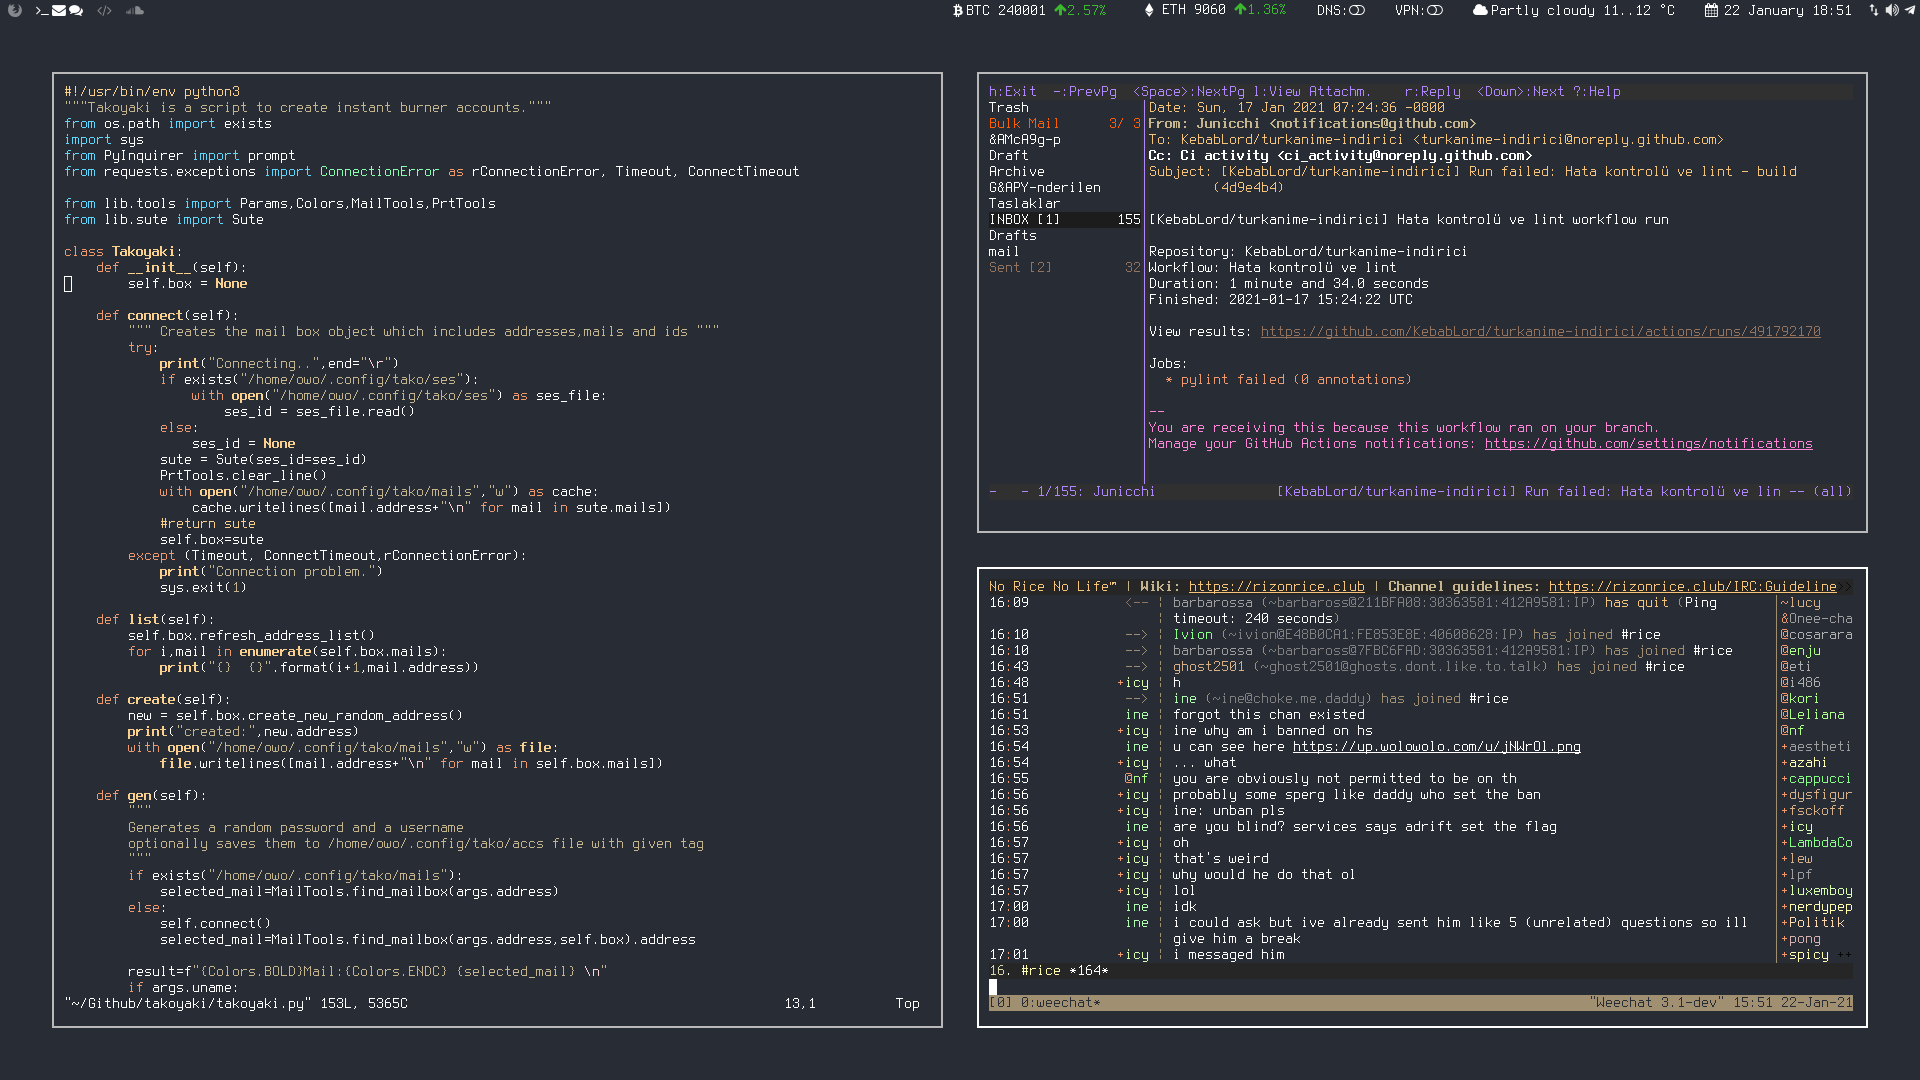 BTC 240001 2.57% ETH 9060 1.36% DNS: VPN: Partly cloudy 11..12 °C 22 January 18:51
#!/usr/bin/env python3
"""Takoyaki is a script to create instant burner accounts."""
from os.path import exists
import sys
from PyInquirer import prompt
from requests.exceptions import ConnectionError as rConnectionError, Timeout, ConnectTimeout
from lib.tools import Params,Colors,MailTools,PrtTools
from lib.sute import Sute
class Takoyaki:
def __init__(self):
self.box = None
def connect(self):
""" Creates the mail box object which includes addresses,mails and ids """
try:
print("Connecting..",end="\r")
if exists("/home/owo/.config/tako/ses"):
with open("/home/owo/.config/tako/ses") as ses_file:
ses_id = ses_file.read()
else:
ses_id = None
sute = Sute(ses_id=ses_id)
PrtTools.clear_line()
with open("/home/owo/.config/tako/mails","w") as cache:
cache.writelines([mail.address+"\n" for mail in sute.mails])
#return sute
self.box=sute
except (Timeout, ConnectTimeout,rConnectionError):
print("Connection problem.")
sys.exit(1)
def list(self):
self.box.refresh_address_list()
for i,mail in enumerate(self.box.mails):
print("{}  {}".format(i+1,mail.address))
def create(self):
new = self.box.create_new_random_address()
print("created:",new.address)
with open("/home/owo/.config/tako/mails","w") as file:
file.writelines([mail.address+"\n" for mail in self.box.mails])
def gen(self):
"""
Generates a random password and a username
optionally saves them to /home/owo/.config/tako/accs file with given tag
"""
if exists("/home/owo/.config/tako/mails"):
selected_mail=MailTools.find_mailbox(args.address)
else:
self.connect()
selected_mail=MailTools.find_mailbox(args.address,self.box).address
result=f"{Colors.BOLD}Mail:{Colors.ENDC} {selected_mail} \n"
if args.uname:
"~/Github/takoyaki/takoyaki.py" 153L, 5365C 13,1 Top
h:Exit -:PrevPg <Space>:NextPg l:View Attachm. r:Reply <Down>:Next ?:Help
Trash
Bulk Mail 3/ 3
&AMcA9g-p
Draft
Archive
G&APY-nderilen
Taslaklar
INBOX [1] 155
Drafts
mail
Sent [2] 32
Date: Sun, 17 Jan 2021 07:24:36 -0800
From: Junicchi <notifications@github.com>
To: KebabLord/turkanime-indirici <turkanime-indirici@noreply.github.com>
Cc: Ci activity <ci_activity@noreply.github.com>
Subject: [KebabLord/turkanime-indirici] Run failed: Hata kontrolü ve lint - build
(4d9e4b4)
[KebabLord/turkanime-indirici] Hata kontrolü ve lint workflow run
Repository: KebabLord/turkanime-indirici
Workflow: Hata kontrolü ve lint
Duration: 1 minute and 34.0 seconds
Finished: 2021-01-17 15:24:22 UTC
View results: https://github.com/KebabLord/turkanime-indirici/actions/runs/491792170
Jobs:
* pylint failed (0 annotations)
--
You are receiving this because this workflow ran on your branch.
Manage your GitHub Actions notifications: https://github.com/settings/notifications
- - 1/155: Junicchi [KebabLord/turkanime-indirici] Run failed: Hata kontrolü ve lin -- (all)
No Rice No Life™ | Wiki: https://rizonrice.club | Channel guidelines: https://rizonrice.club/IRC:Guideline>>
16:09 <-- ¦ barbarossa (~barbaross@211BFA08:30363581:412A9581:IP) has quit (Ping
¦ timeout: 240 seconds)
16:10 --> ¦ Ivion (~ivion@E48B0CA1:FE853E8E:40608628:IP) has joined #rice
16:10 --> ¦ barbarossa (~barbaross@7FBC6FAD:30363581:412A9581:IP) has joined #rice
16:43 --> ¦ ghost2501 (~ghost2501@ghosts.dont.like.to.talk) has joined #rice
16:48 +icy ¦ h
16:51 --> ¦ ine (~ine@choke.me.daddy) has joined #rice
16:51 ine ¦ forgot this chan existed
16:53 +icy ¦ ine why am i banned on hs
16:54 ine ¦ u can see here https://up.wolowolo.com/u/jNWrOl.png
16:54 +icy ¦ ... what
16:55 @nf ¦ you are obviously not permitted to be on th
16:56 +icy ¦ probably some sperg like daddy who set the ban
16:56 +icy ¦ ine: unban pls
16:56 ine ¦ are you blind? services says adrift set the flag
16:57 +icy ¦ oh
16:57 +icy ¦ that's weird
16:57 +icy ¦ why would he do that ol
16:57 +icy ¦ lol
17:00 ine ¦ idk
17:00 ine ¦ i could ask but ive already sent him like 5 (unrelated) questions so ill
¦ give him a break
17:01 +icy ¦ i messaged him
~lucy
&Onee-cha
@cosarara
@enju
@eti
@i486
@kori
@Leliana
@nf
+aestheti
+azahi
+cappucci
+dysfigur
+fsckoff
+icy
+LambdaCo
+lew
+lpf
+luxemboy
+nerdypep
+Politik
+pong
+spicy ++
16. #rice *164*
[0] 0:weechat* "Weechat 3.1-dev" 15:51 22-Jan-21